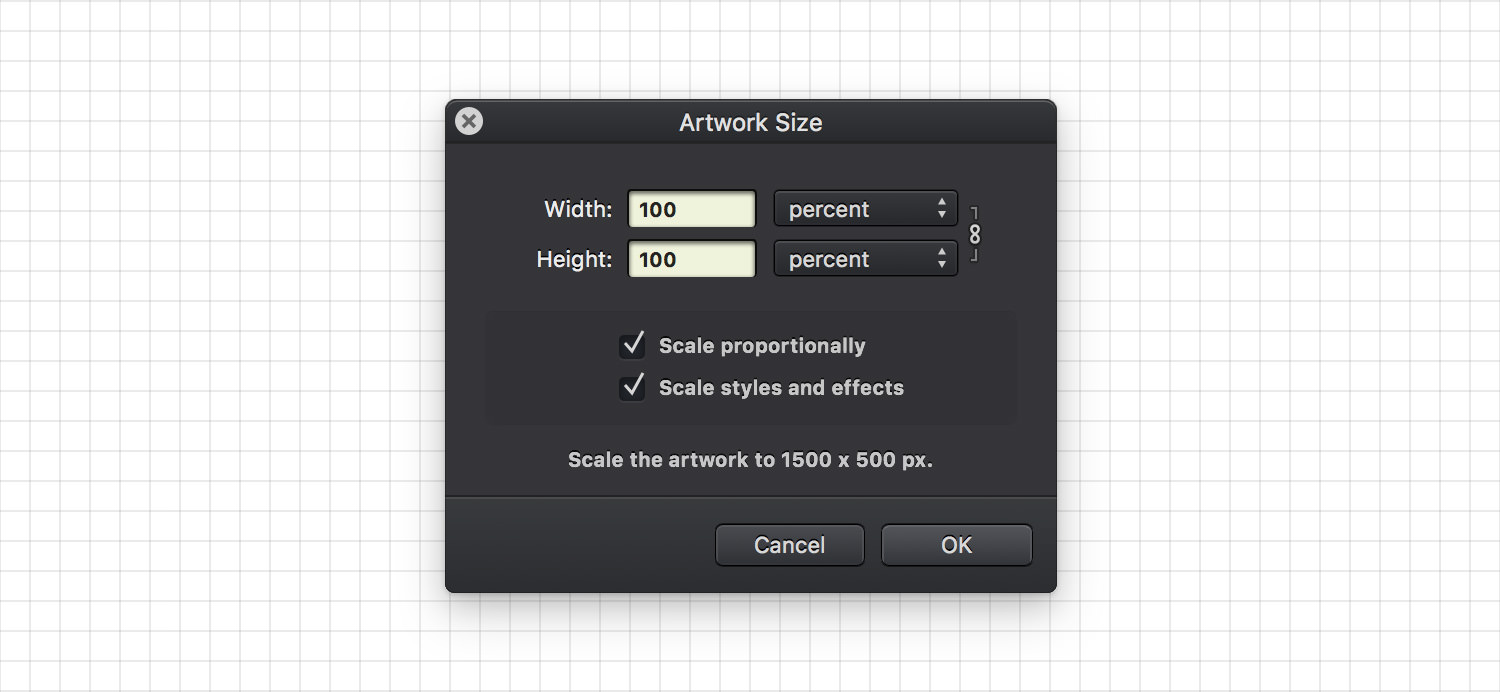 Artwork Size
Width: 100 percent
Height: 100 percent
Scale proportionally
Scale styles and effects
Scale the artwork to 1500 x 500 px.
Cancel OK